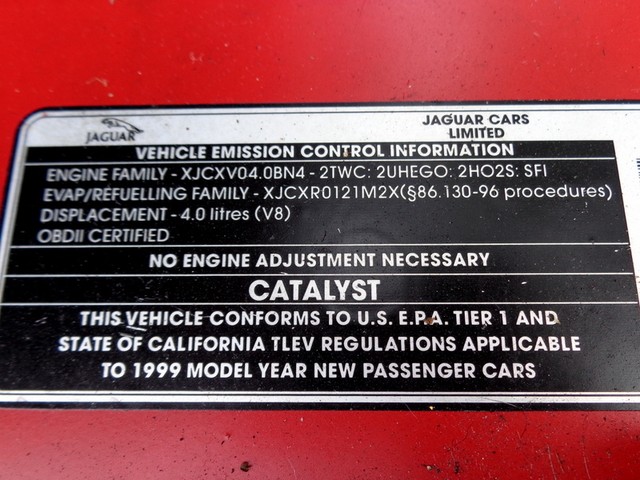 JAGUAR
JAGUAR CARS
LIMITED
VEHICLE EMISSION CONTROL INFORMATION
ENGINE FAMILY - XJCXV04.0BN4 - 2TWC: 2UHEGO: 2HO2S: SFI
EVAP/REFUELLING FAMILY - XJCXR0121M2X(§86.130-96 procedures)
DISPLACEMENT - 4.0 litres (V8)
OBDII CERTIFIED
NO ENGINE ADJUSTMENT NECESSARY
CATALYST
THIS VEHICLE CONFORMS TO U.S. E.P.A. TIER 1 AND
STATE OF CALIFORNIA TLEV REGULATIONS APPLICABLE
TO 1999 MODEL YEAR NEW PASSENGER CARS